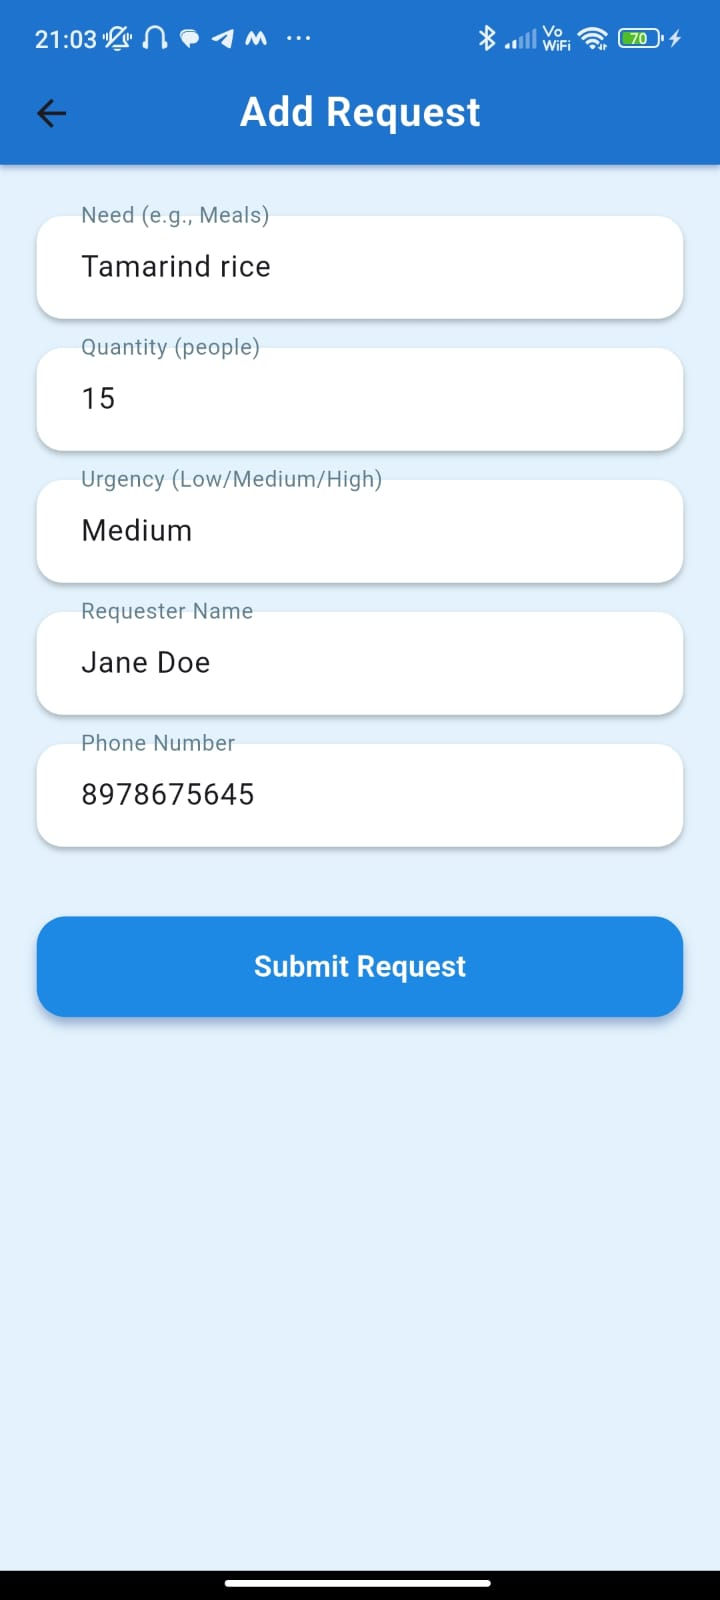 21:03
Vo
WiFi
70
Add Request
Need (e.g., Meals)
Tamarind rice
Quantity (people)
15
Urgency (Low/Medium/High)
Medium
Requester Name
Jane Doe
Phone Number
8978675645
Submit Request